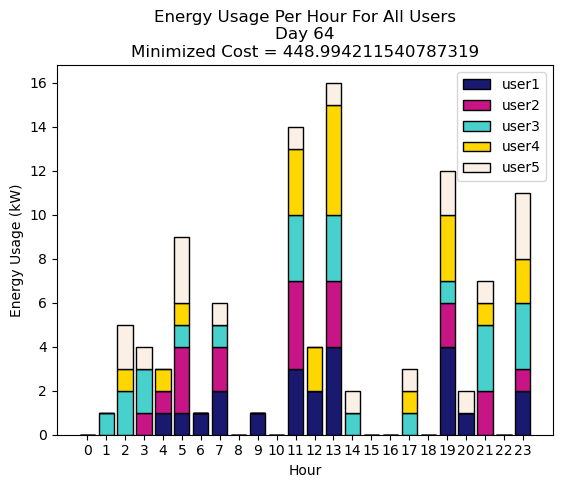 Energy Usage Per Hour For All Users
Day 64
Minimized Cost = 448.994211540787319
user1
user2
user3
user4
user5
Energy Usage (kW)
16
14
12
10
8
6
4
2
0
0 1 2 3 4 5 6 7 8 9 10 11 12 13 14 15 16 17 18 19 20 21 22 23
Hour